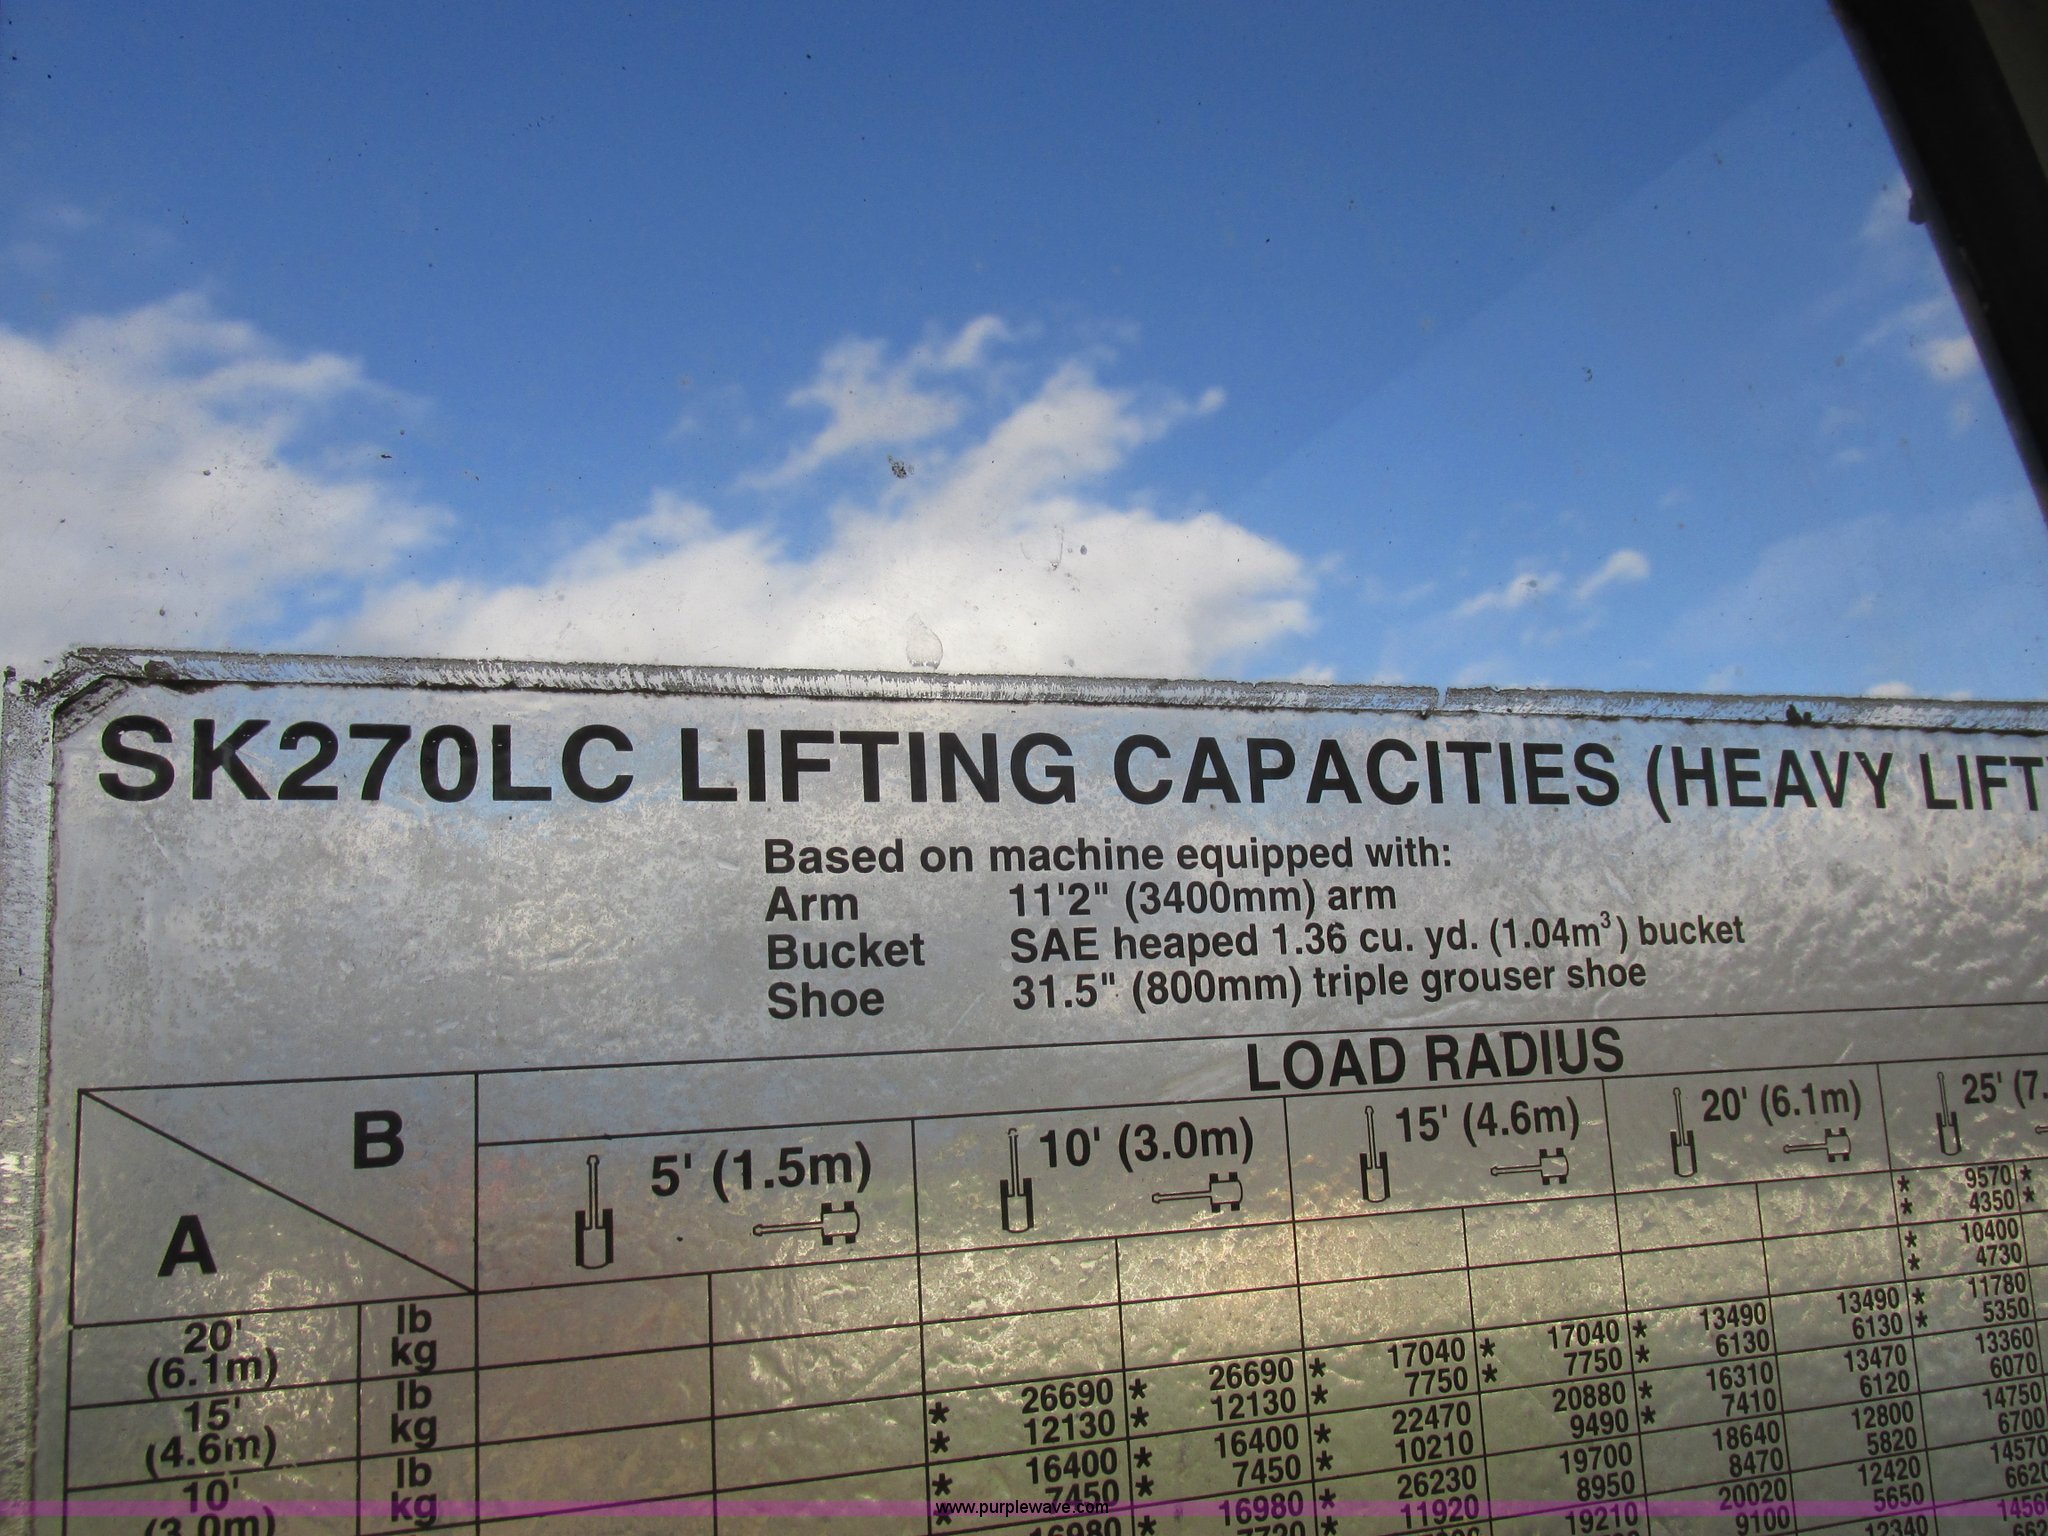 SK270LC LIFTING CAPACITIES (HEAVY LIFT
Based on machine equipped with:
Arm 11'2" (3400mm) arm
Bucket SAE heaped 1.36 cu. yd. (1.04m³) bucket
Shoe 31.5" (800mm) triple grouser shoe
LOAD RADIUS
B
A
5' (1.5m) 10' (3.0m) 15' (4.6m) 20' (6.1m) 25' (7.
* 9570 *
* 4350 *
* 10400
* 4730
20' lb
(6.1m) kg
* 26690 * 26690 * 17040 * 17040 * 13490 13490 * 11780
* 12130 * 12130 * 7750 * 7750 * 6130 6130 * 5350
15' lb
(4.6m) kg
* 16400 * 16400 * 22470 20880 * 16310 13470 13360
7450 * 7450 * 10210 9490 * 7410 6120 6070
10' lb
(3.0m) kg
16980 * 16980 * 26230 19700 18640 12800 14750
11920 8950 8470 5820 6700
19210 20020 12420 14570
9100 5650 6620
www.purplewave.com